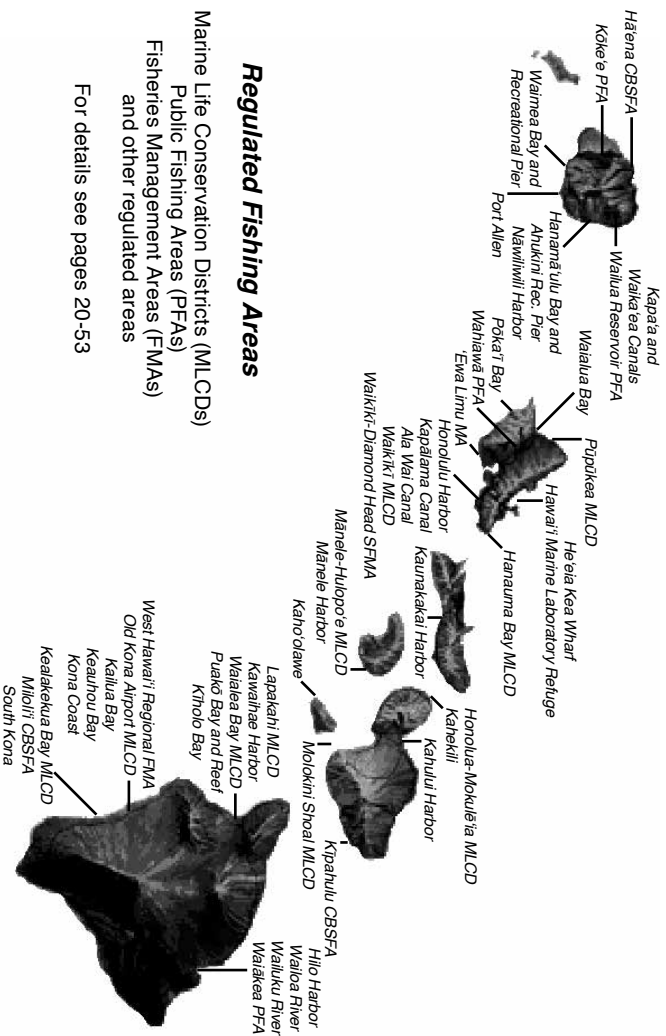 Regulated Fishing Areas
Marine Life Conservation Districts (MLCDs)
Public Fishing Areas (PFAs)
Fisheries Management Areas (FMAs)
and other regulated areas
For details see pages 20-53
Hā'ena CBSFA
Kōke'e PFA
Waimea Bay and
Recreational Pier
Port Allen
Kapa'a and
Waika'ea Canals
Wailua Reservoir PFA
Hanamā'ulu Bay and
Ahukini Rec. Pier
Nāwiliwili Harbor
Waialua Bay
Pōka'ī Bay
Wahiawā PFA
'Ewa Limu MA
Pūpūkea MLCD
He'eia Kea Wharf
Hawai'i Marine Laboratory Refuge
Hanauma Bay MLCD
Honolulu Harbor
Kapālama Canal
Ala Wai Canal
Waikīkī MLCD
Waikīkī-Diamond Head SFMA
Kaunakakai Harbor
Mānele-Hulopo'e MLCD
Mānele Harbor
Kaho'olawe
Honolua-Mokulē'ia MLCD
Kahekili
Kahului Harbor
Kīpahulu CBSFA
Molokini Shoal MLCD
Lapakahi MLCD
Kawaihae Harbor
Waialea Bay MLCD
Puakō Bay and Reef
Kīholo Bay
West Hawai'i Regional FMA
Old Kona Airport MLCD
Kailua Bay
Keauhou Bay
Kona Coast
Kealakekua Bay MLCD
Miloli'i CBSFA
South Kona
Hilo Harbor
Wailoa River
Wailuku River
Waiākea PFA